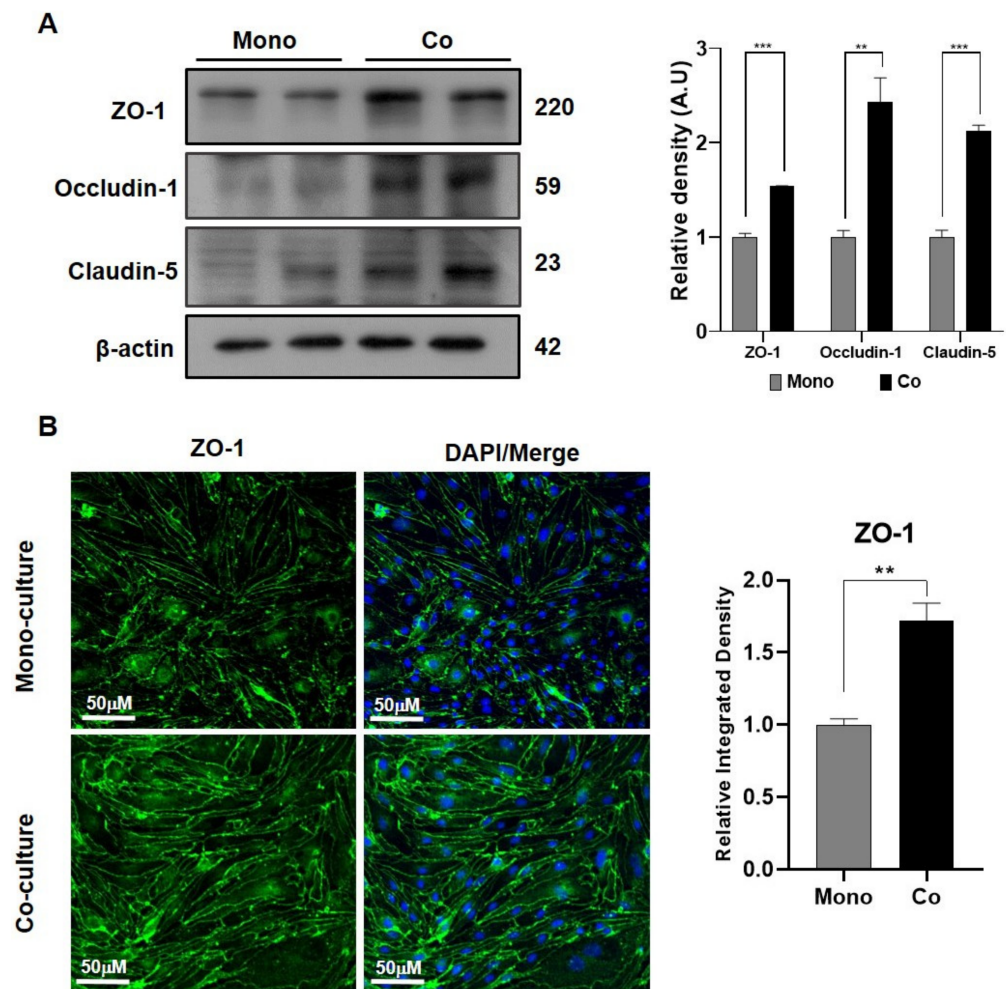 A
Mono Co
ZO-1 220
Occludin-1 59
Claudin-5 23
β-actin 42
Relative density (A.U)
3
2
1
0
*** ** ***
ZO-1 Occludin-1 Claudin-5
Mono Co
B
ZO-1 DAPI/Merge
Mono-culture
50μM 50μM
Co-culture
50μM 50μM
ZO-1
Relative Integrated Density
2.0
1.5
1.0
0.5
0.0
**
Mono Co